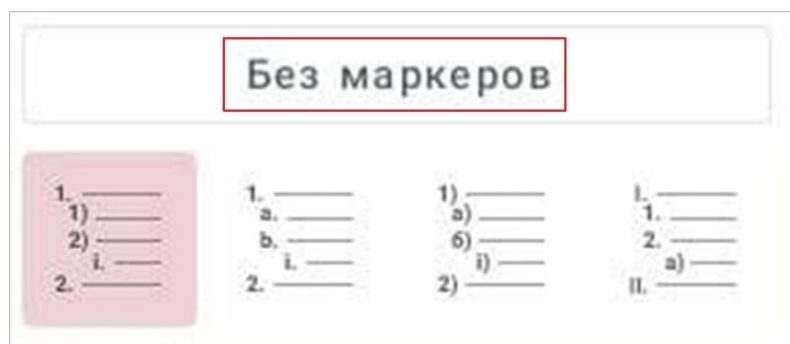 Без маркеров
1. 1. 1) I.
1) a. а) 1.
2) b. б) 2.
i. i. i) a)
2. 2. 2) II.